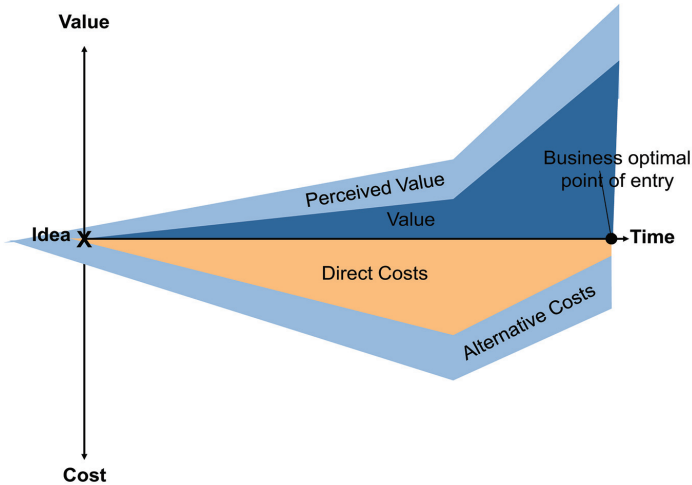 Value
Perceived Value
Business optimal
point of entry
Value
Idea
X
Time
Direct Costs
Alternative Costs
Cost